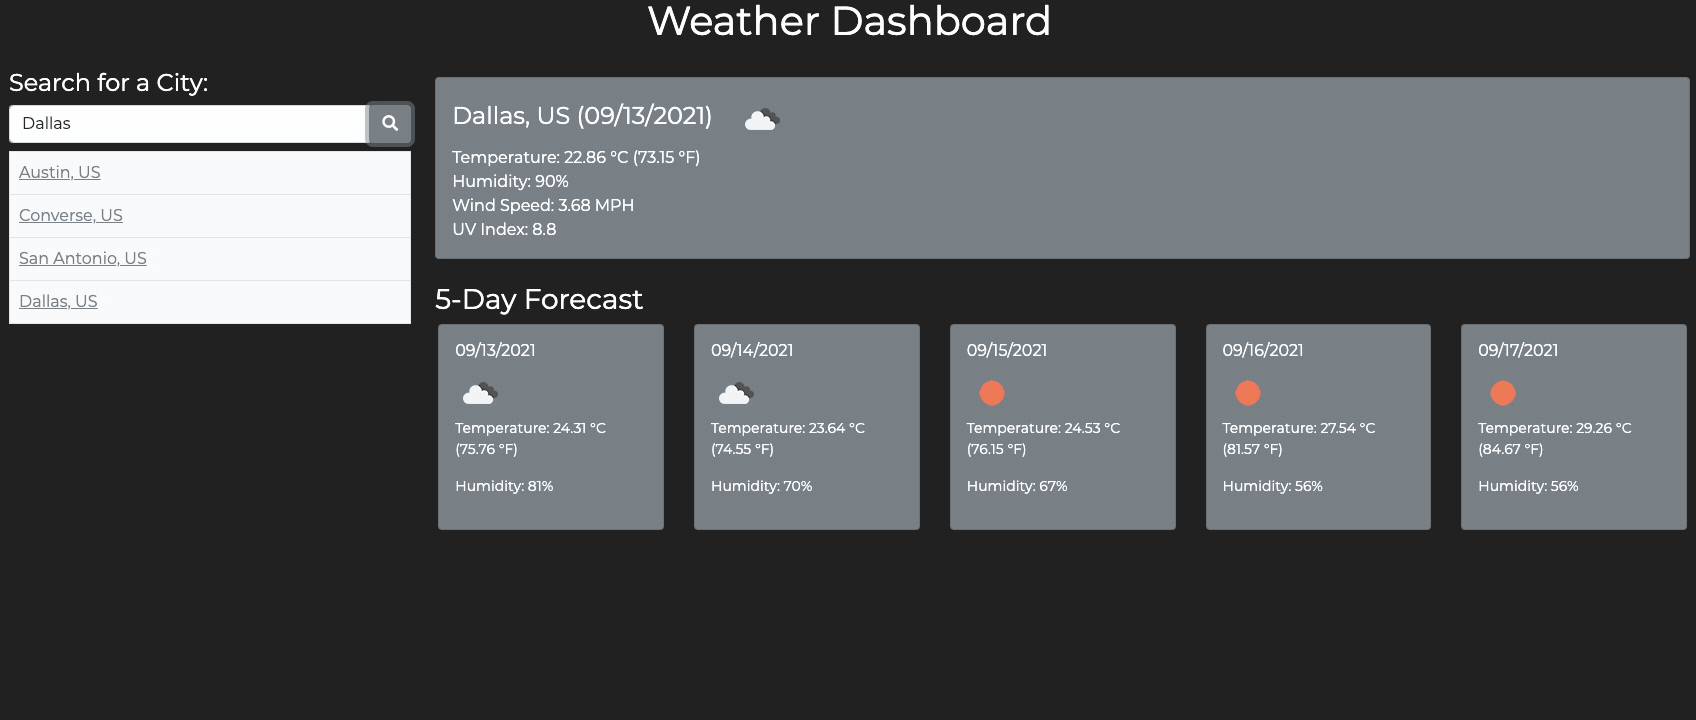 Weather Dashboard
Search for a City:
Dallas
Austin, US
Converse, US
San Antonio, US
Dallas, US
Dallas, US (09/13/2021)
Temperature: 22.86 °C (73.15 °F)
Humidity: 90%
Wind Speed: 3.68 MPH
UV Index: 8.8
5-Day Forecast
09/13/2021
Temperature: 24.31 °C
(75.76 °F)
Humidity: 81%
09/14/2021
Temperature: 23.64 °C
(74.55 °F)
Humidity: 70%
09/15/2021
Temperature: 24.53 °C
(76.15 °F)
Humidity: 67%
09/16/2021
Temperature: 27.54 °C
(81.57 °F)
Humidity: 56%
09/17/2021
Temperature: 29.26 °C
(84.67 °F)
Humidity: 56%